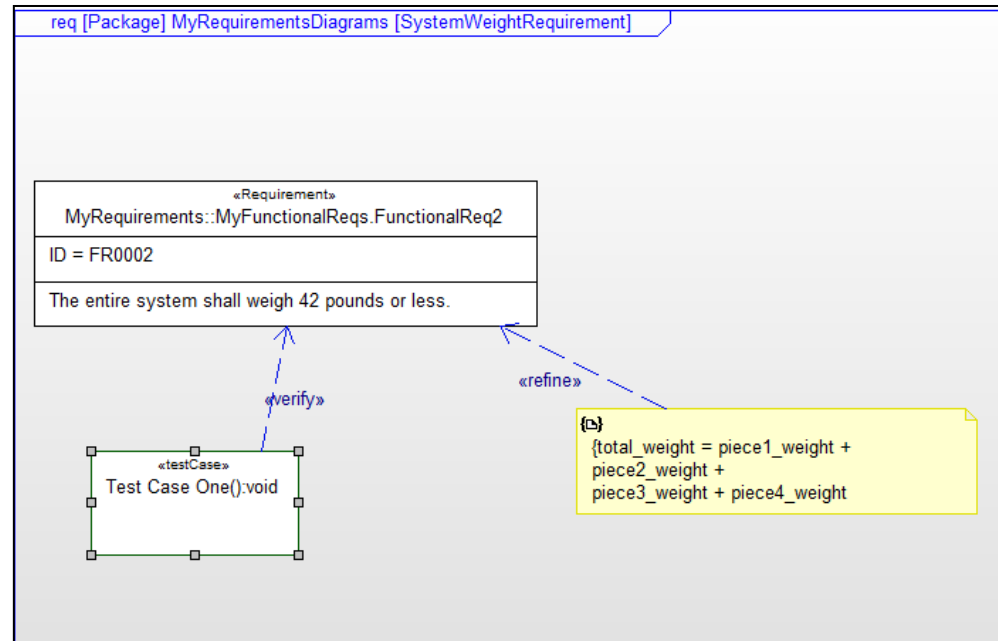 req [Package] MyRequirementsDiagrams [SystemWeightRequirement]
«Requirement»
MyRequirements::MyFunctionalReqs.FunctionalReq2
ID = FR0002
The entire system shall weigh 42 pounds or less.
«verify»
«refine»
«testCase»
Test Case One():void
{total_weight = piece1_weight +
piece2_weight +
piece3_weight + piece4_weight